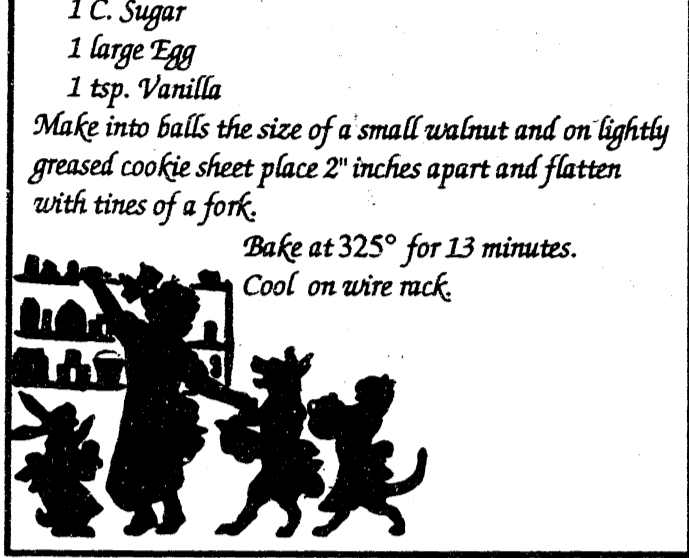 1 C. Sugar
1 large Egg
1 tsp. Vanilla
Make into balls the size of a small walnut and on lightly
greased cookie sheet place 2" inches apart and flatten
with tines of a fork.
Bake at 325° for 13 minutes.
Cool on wire rack.